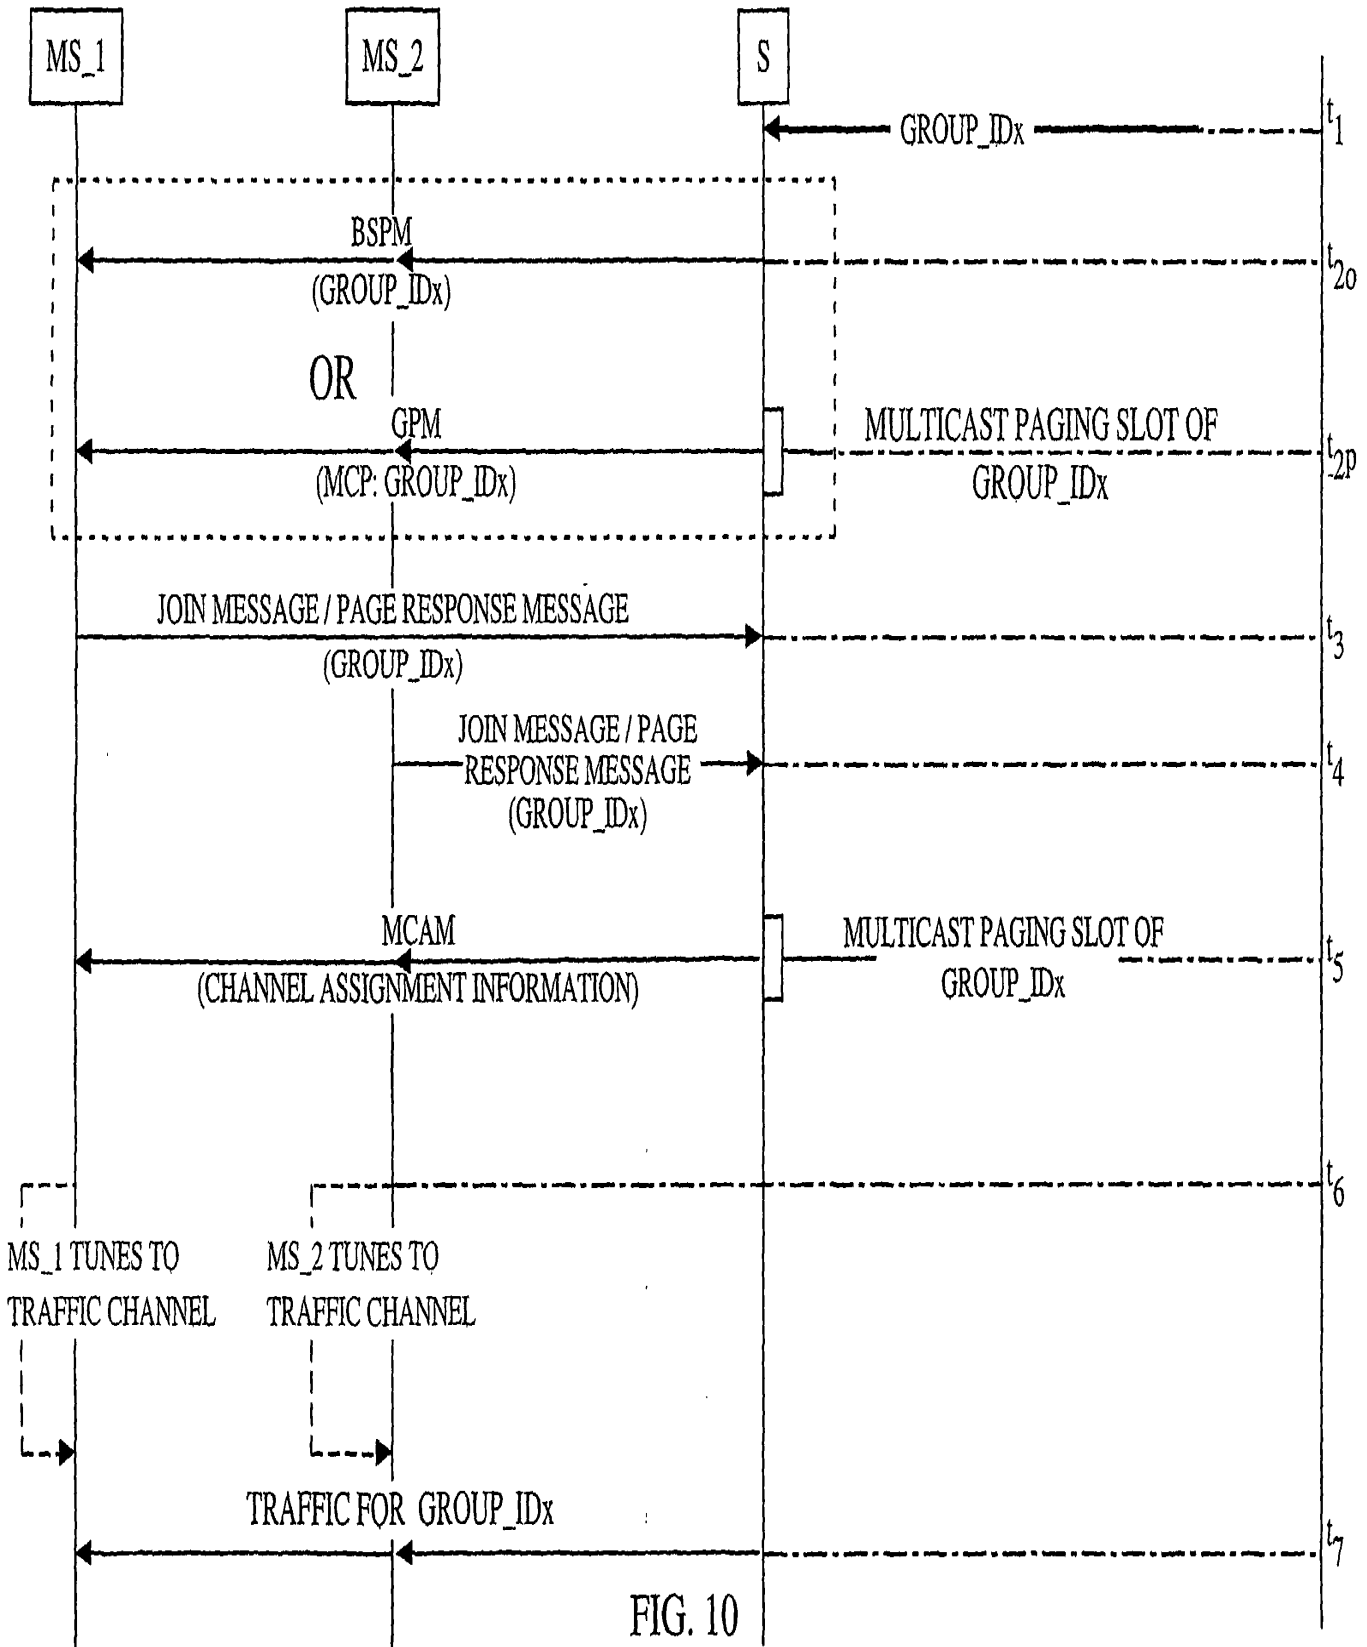 MS_1
MS_2
S
GROUP_IDx
t1
BSPM
(GROUP_IDx)
t2o
OR
GPM
(MCP: GROUP_IDx)
MULTICAST PAGING SLOT OF
GROUP_IDx
t2p
JOIN MESSAGE / PAGE RESPONSE MESSAGE
(GROUP_IDx)
t3
JOIN MESSAGE / PAGE
RESPONSE MESSAGE
(GROUP_IDx)
t4
MCAM
(CHANNEL ASSIGNMENT INFORMATION)
MULTICAST PAGING SLOT OF
GROUP_IDx
t5
t6
MS_1 TUNES TO
TRAFFIC CHANNEL
MS_2 TUNES TO
TRAFFIC CHANNEL
TRAFFIC FOR GROUP_IDx
t7
FIG. 10